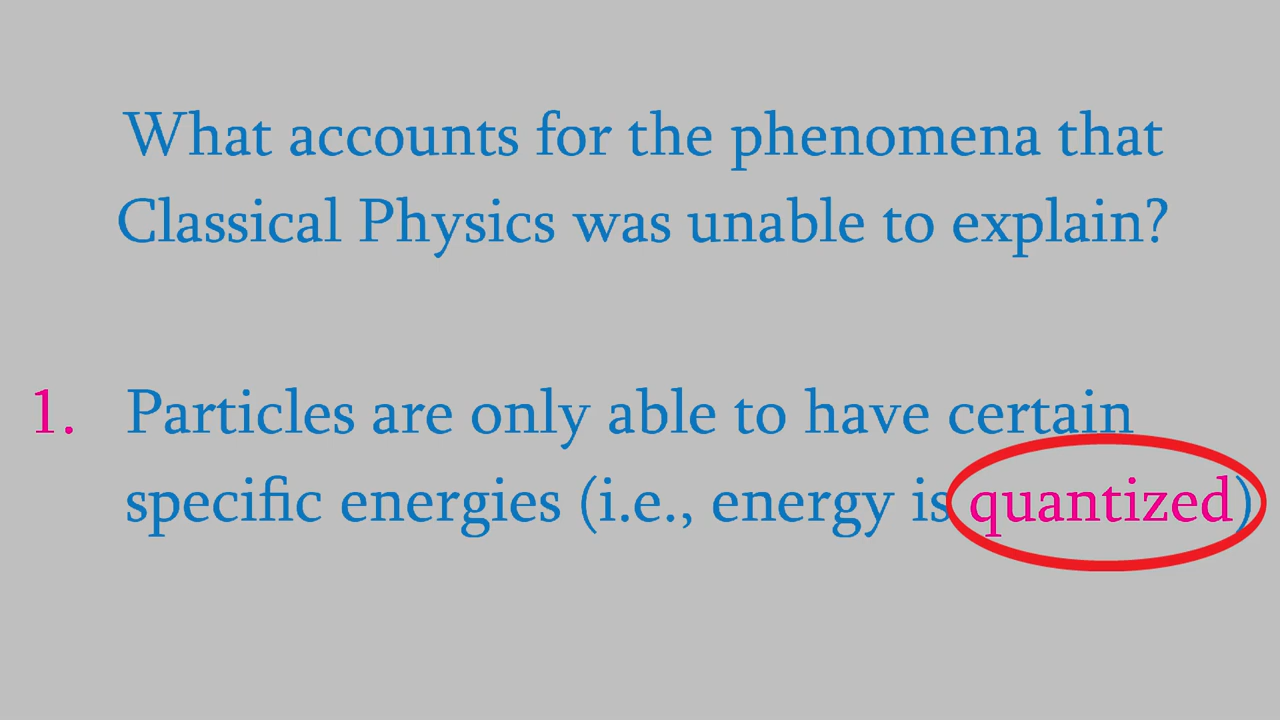 What accounts for the phenomena that
Classical Physics was unable to explain?
1. Particles are only able to have certain
specific energies (i.e., energy is quantized)